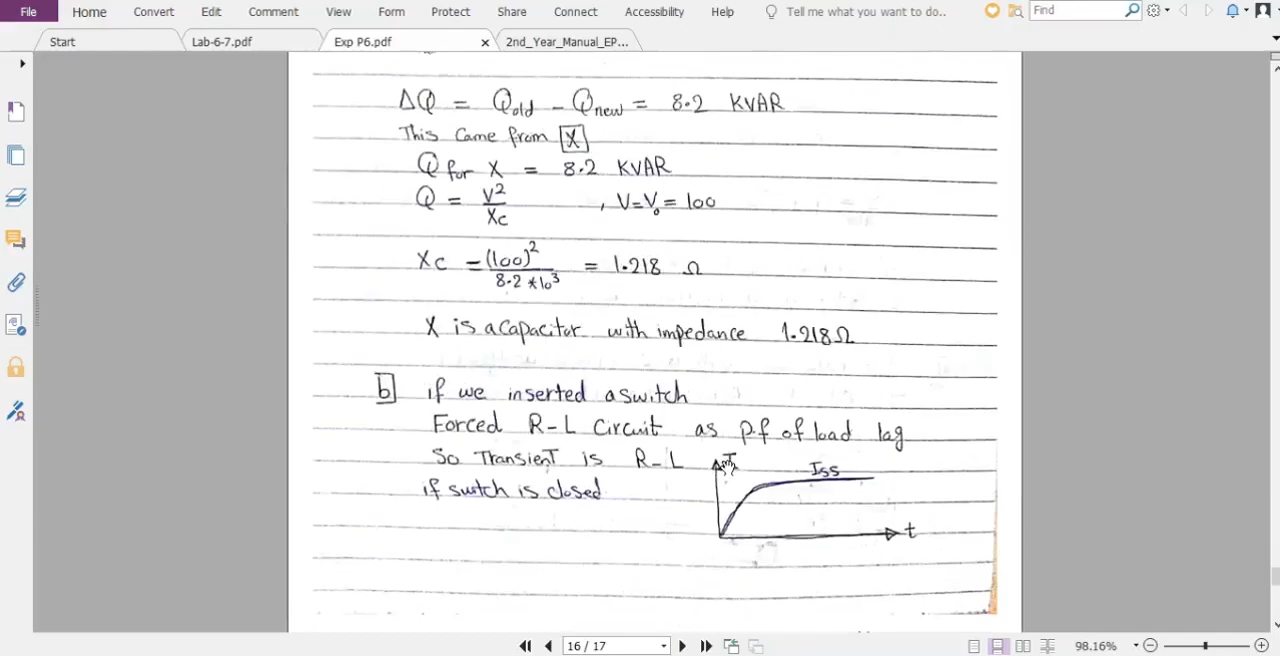 File Home Convert Edit Comment View Form Protect Share Connect Accessibility Help Tell me what you want to do.. Find
Start Lab-6-7.pdf Exp P6.pdf × 2nd_Year_Manual_EP...
ΔQ = Qold - Qnew = 8.2 KVAR
This Came from X
Q for X = 8.2 KVAR
Q = V²/Xc , V=V₀ = 100
XC = (100)²/8.2*10³ = 1.218 Ω
X is a capacitor with impedance 1.218Ω
b if we inserted a switch
Forced R-L Circuit as p.f of load lag
So Transient is R-L
Iss
if switch is closed
t
16 / 17 98.16%